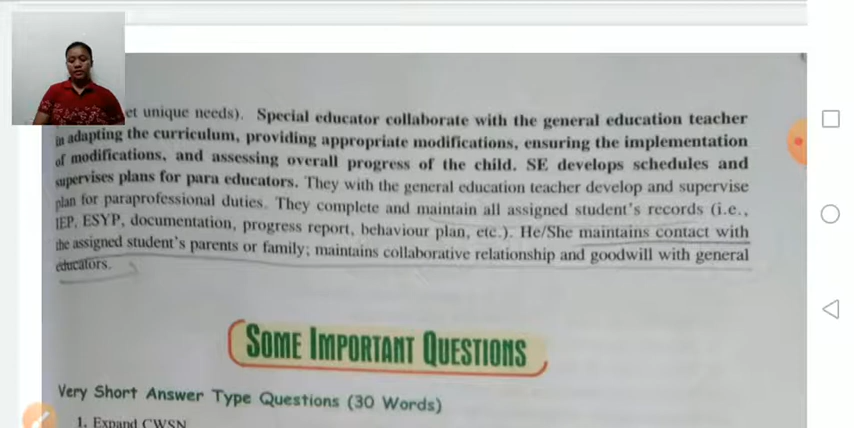 et unique needs). Special educator collaborate with the general education teacher
in adapting the curriculum, providing appropriate modifications, ensuring the implementation
of modifications, and assessing overall progress of the child. SE develops schedules and
supervises plans for para educators. They with the general education teacher develop and supervise
plan for paraprofessional duties. They complete and maintain all assigned student's records (i.e.,
IEP, ESYP, documentation, progress report, behaviour plan, etc.). He/She maintains contact with
the assigned student's parents or family; maintains collaborative relationship and goodwill with general
educators.
SOME IMPORTANT QUESTIONS
Very Short Answer Type Questions (30 Words)
1. Expand CWSN